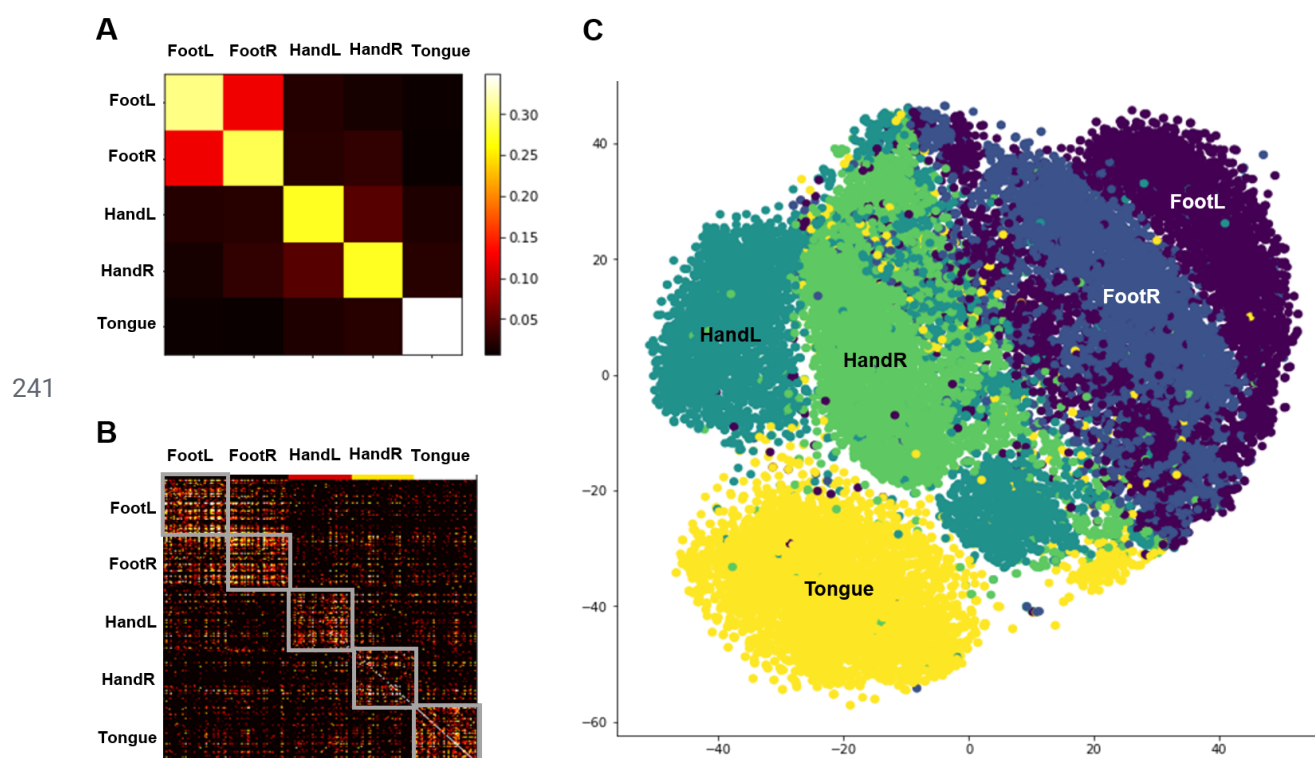 A
FootL FootR HandL HandR Tongue
FootL
FootR
HandL
HandR
Tongue
0.30
0.25
0.20
0.15
0.10
0.05
241
B
FootL FootR HandL HandR Tongue
FootL
FootR
HandL
HandR
Tongue
C
40
20
0
−20
−40
−60
−40 −20 0 20 40
FootL
FootR
HandL
HandR
Tongue